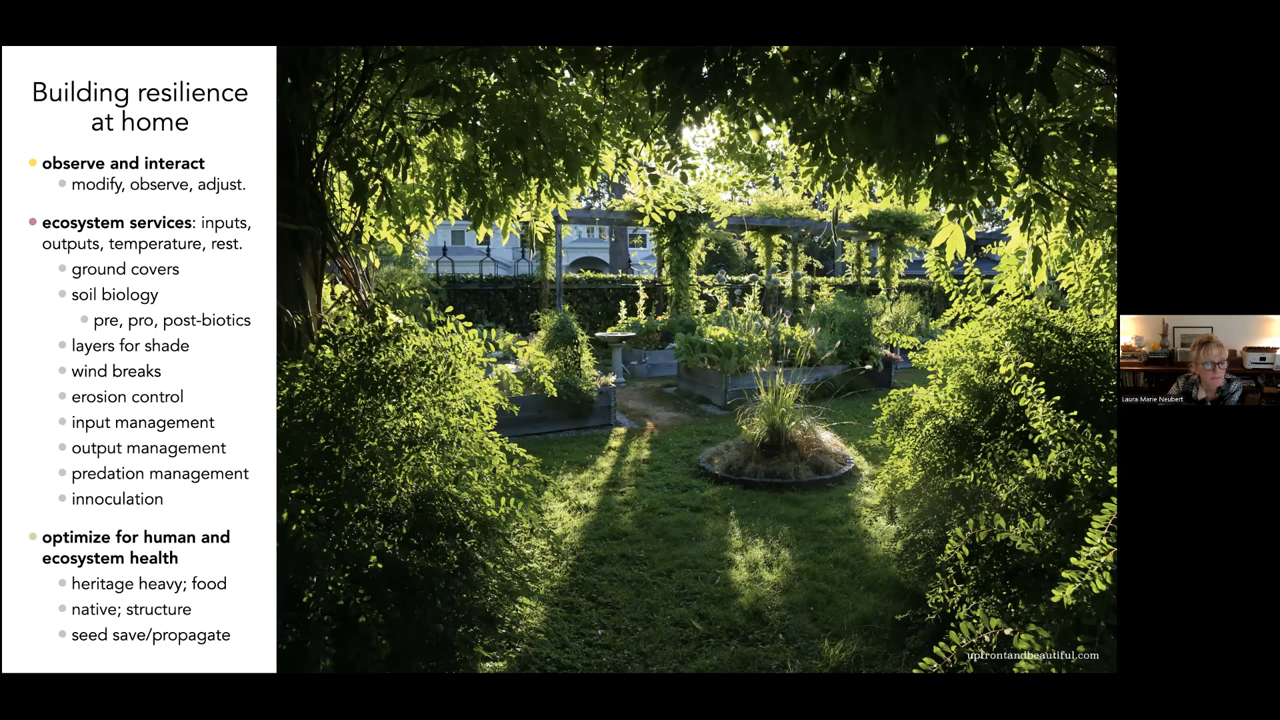 Building resilience
at home
observe and interact
modify, observe, adjust.
ecosystem services: inputs,
outputs, temperature, rest.
ground covers
soil biology
pre, pro, post-biotics
layers for shade
wind breaks
erosion control
input management
output management
predation management
innoculation
optimize for human and
ecosystem health
heritage heavy; food
native; structure
seed save/propagate
upfrontandbeautiful.com
Laura Marie Neubert